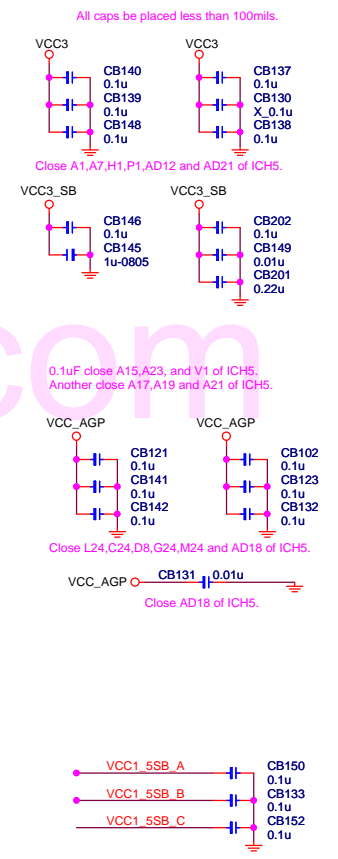 All caps be placed less than 100mils.
VCC3 VCC3
CB140 CB137
0.1u 0.1u
CB139 CB130
0.1u X_0.1u
CB148 CB138
0.1u 0.1u
Close A1,A7,H1,P1,AD12 and AD21 of ICH5.
VCC3_SB VCC3_SB
CB146 CB202
0.1u 0.1u
CB145 CB149
1u-0805 0.01u
CB201
0.22u
com
0.1uF close A15,A23, and V1 of ICH5.
Another close A17,A19 and A21 of ICH5.
VCC_AGP VCC_AGP
CB121 CB102
0.1u 0.1u
CB141 CB123
0.1u 0.1u
CB142 CB132
0.1u 0.1u
Close L24,C24,D8,G24,M24 and AD18 of ICH5.
VCC_AGP CB131 0.01u
Close AD18 of ICH5.
VCC1_5SB_A CB150
0.1u
VCC1_5SB_B CB133
0.1u
VCC1_5SB_C CB152
0.1u